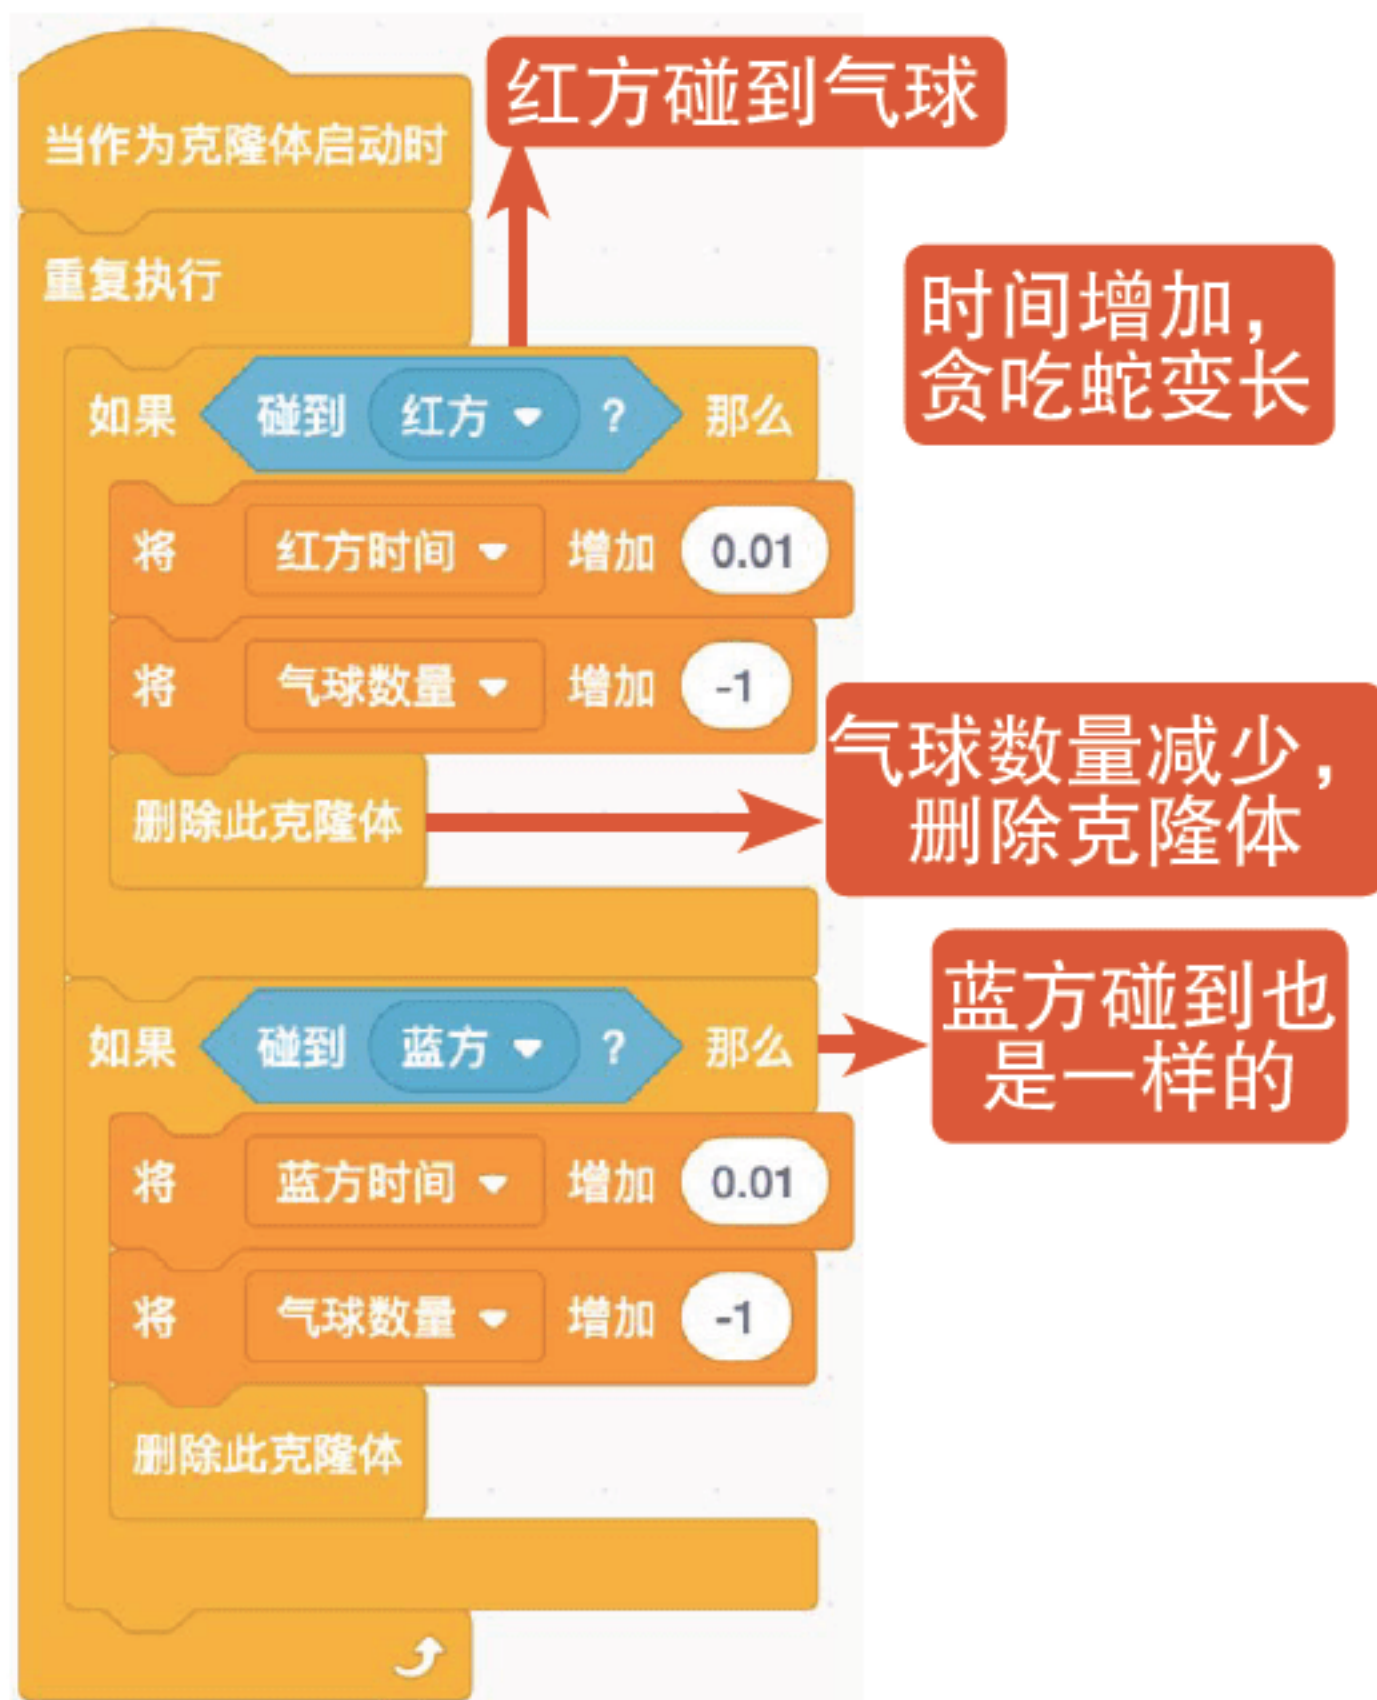 当作为克隆体启动时
红方碰到气球
重复执行
时间增加，
贪吃蛇变长
如果 碰到 红方 ? 那么
将 红方时间 增加 0.01
将 气球数量 增加 -1
气球数量减少，
删除克隆体
删除此克隆体
如果 碰到 蓝方 ? 那么
蓝方碰到也
是一样的
将 蓝方时间 增加 0.01
将 气球数量 增加 -1
删除此克隆体